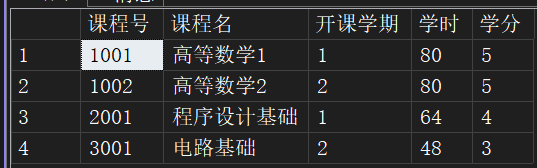 课程号 课程名 开课学期 学时 学分
1 1001 高等数学1 1 80 5
2 1002 高等数学2 2 80 5
3 2001 程序设计基础 1 64 4
4 3001 电路基础 2 48 3